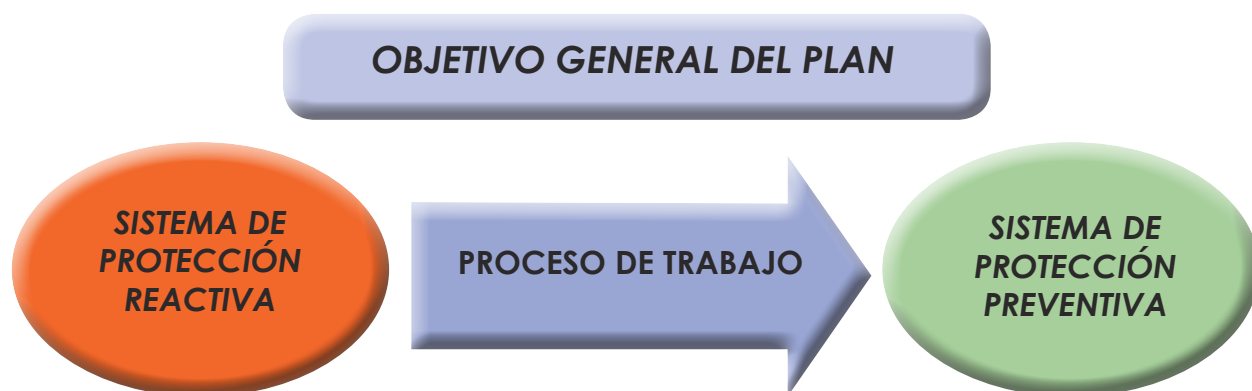 OBJETIVO GENERAL DEL PLAN
SISTEMA DE
PROTECCIÓN
REACTIVA
PROCESO DE TRABAJO
SISTEMA DE
PROTECCIÓN
PREVENTIVA